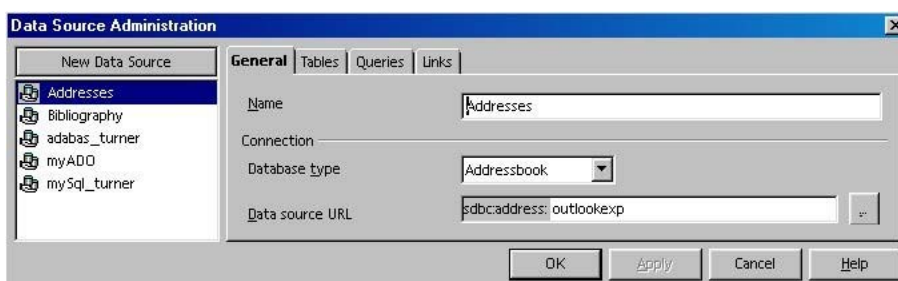 Data Source Administration
New Data Source
Addresses
Bibliography
adabas_turner
myADO
mySql_turner
General Tables Queries Links
Name Addresses
Connection
Database type Addressbook
Data source URL sdbc:address: outlookexp ...
OK Apply Cancel Help